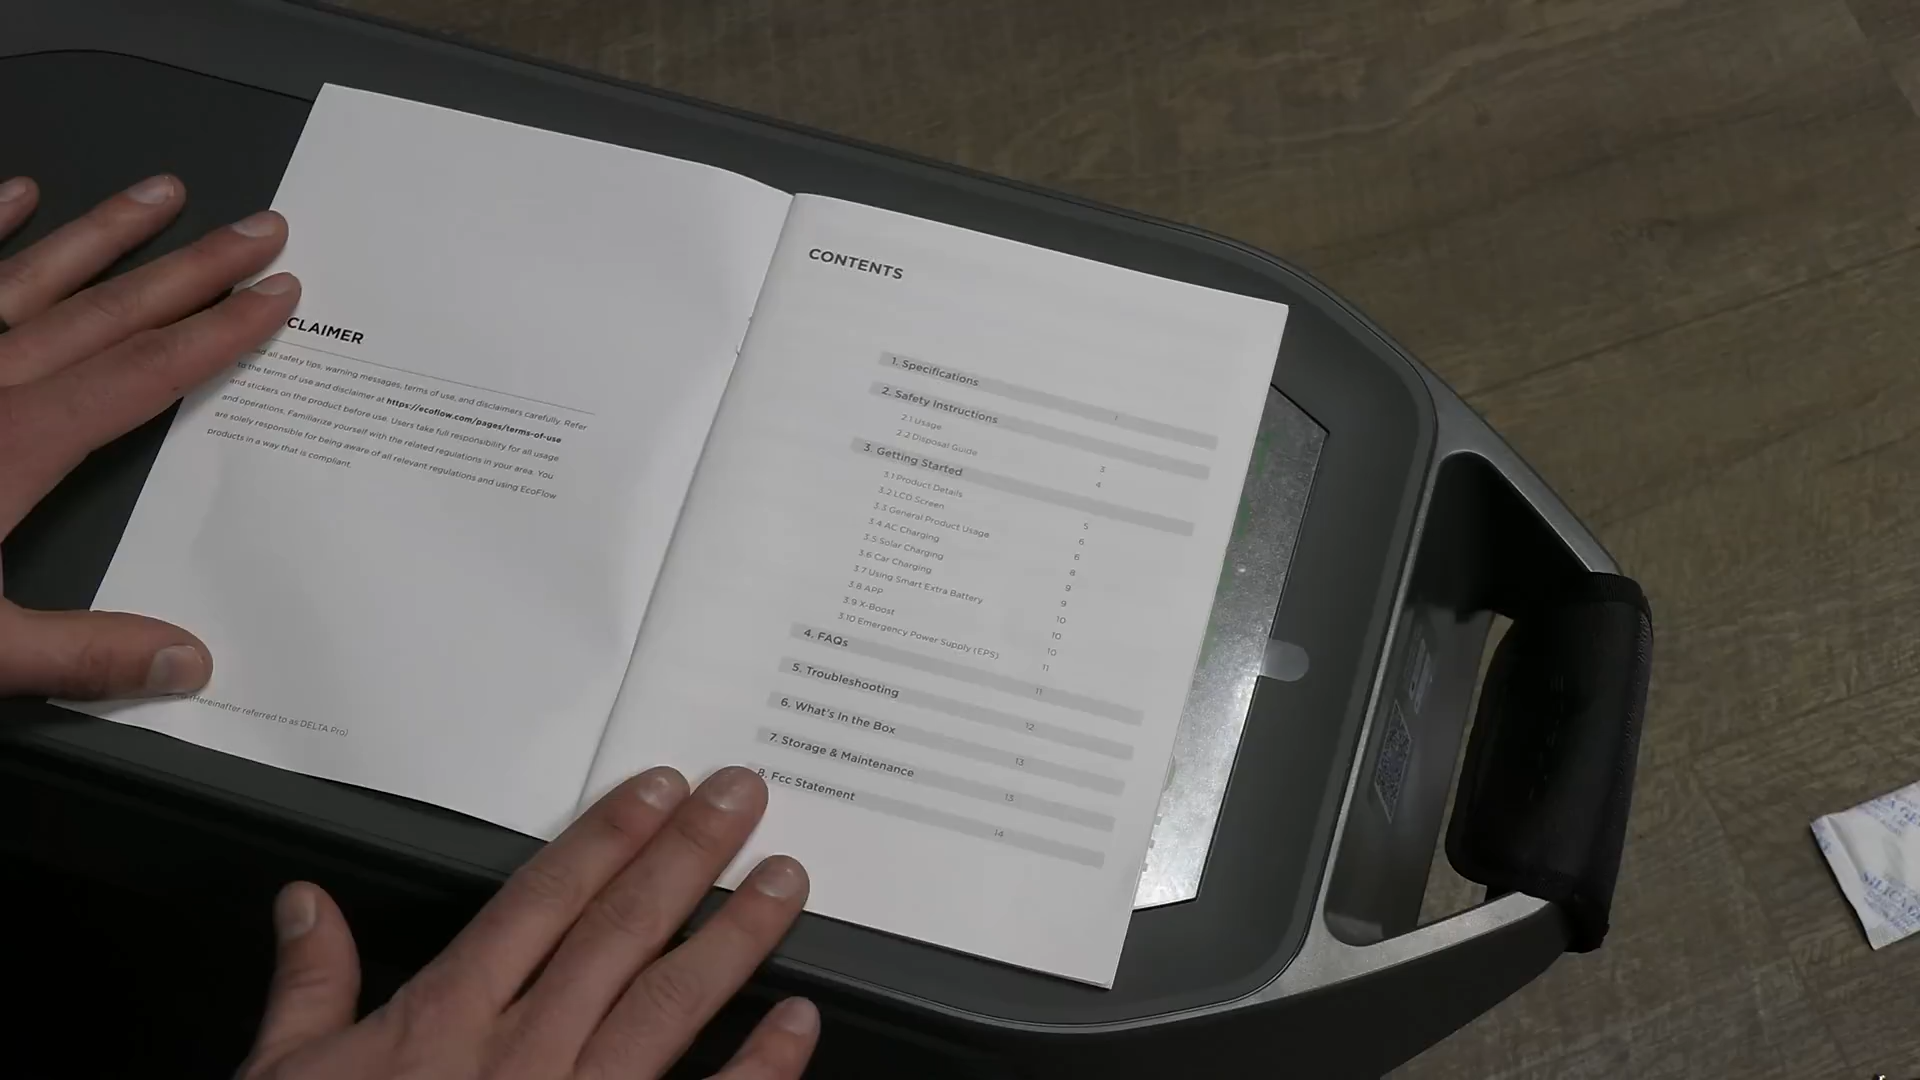 CLAIMER
all safety tips, warning messages, terms of use, and disclaimers carefully. Refer
to the terms of use and disclaimer at https://ecoflow.com/pages/terms-of-use
and stickers on the product before use. Users take full responsibility for all usage
and operations. Familiarize yourself with the related regulations in your area. You
are solely responsible for being aware of all relevant regulations and using EcoFlow
products in a way that is compliant.
(Hereinafter referred to as DELTA Pro)
CONTENTS
1. Specifications 1
2. Safety Instructions
2.1 Usage 3
2.2 Disposal Guide 4
3. Getting Started
3.1 Product Details 5
3.2 LCD Screen 6
3.3 General Product Usage 6
3.4 AC Charging 8
3.5 Solar Charging 9
3.6 Car Charging 9
3.7 Using Smart Extra Battery 10
3.8 APP 10
3.9 X-Boost 10
3.10 Emergency Power Supply (EPS) 11
4. FAQs 11
5. Troubleshooting 12
6. What's in the Box 13
7. Storage & Maintenance 13
8. Fcc Statement 14